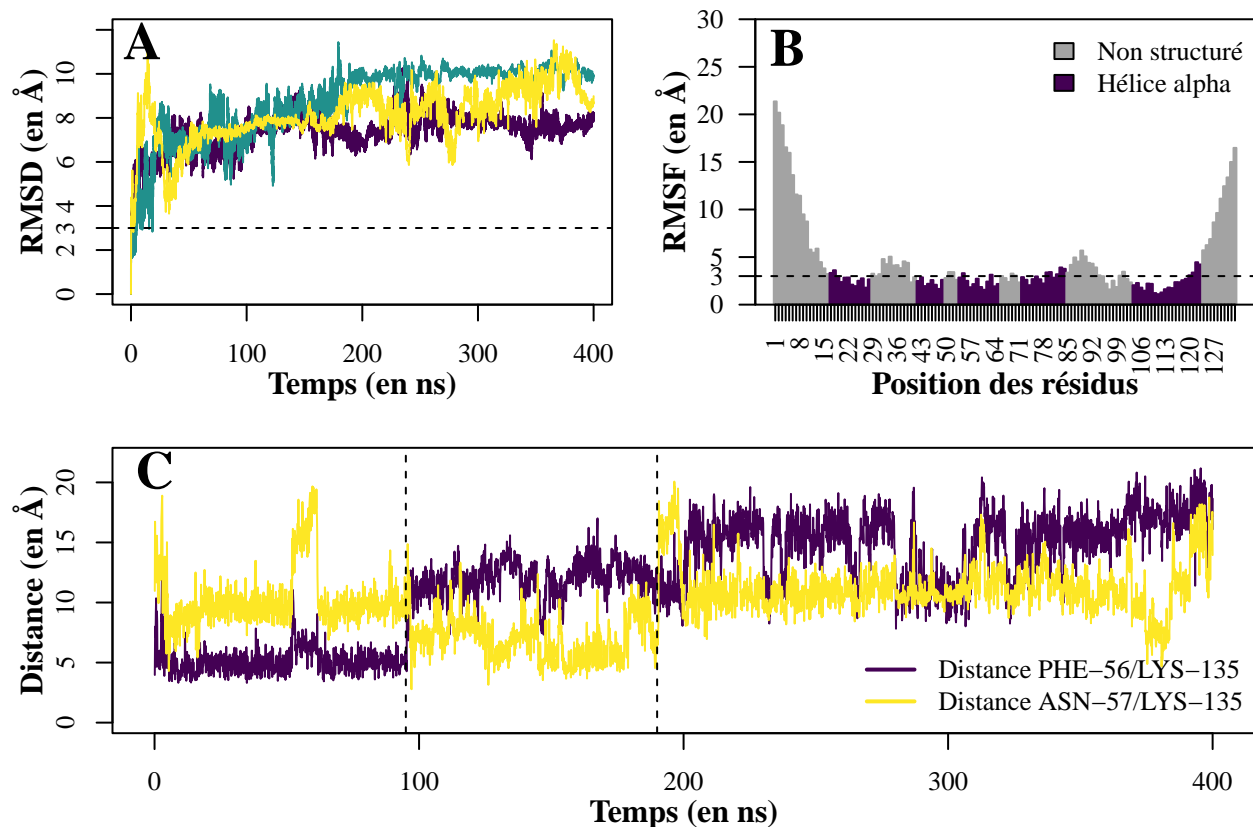 A
RMSD (en Å)
0 2 3 4 6 8 10
0 100 200 300 400
Temps (en ns)
B
Non structuré
Hélice alpha
RMSF (en Å)
0 3 5 10 15 20 25 30
1 8 15 22 29 36 43 50 57 64 71 78 85 92 99 106 113 120 127
Position des résidus
C
Distance (en Å)
0 5 10 15 20
Distance PHE−56/LYS−135
Distance ASN−57/LYS−135
0 100 200 300 400
Temps (en ns)